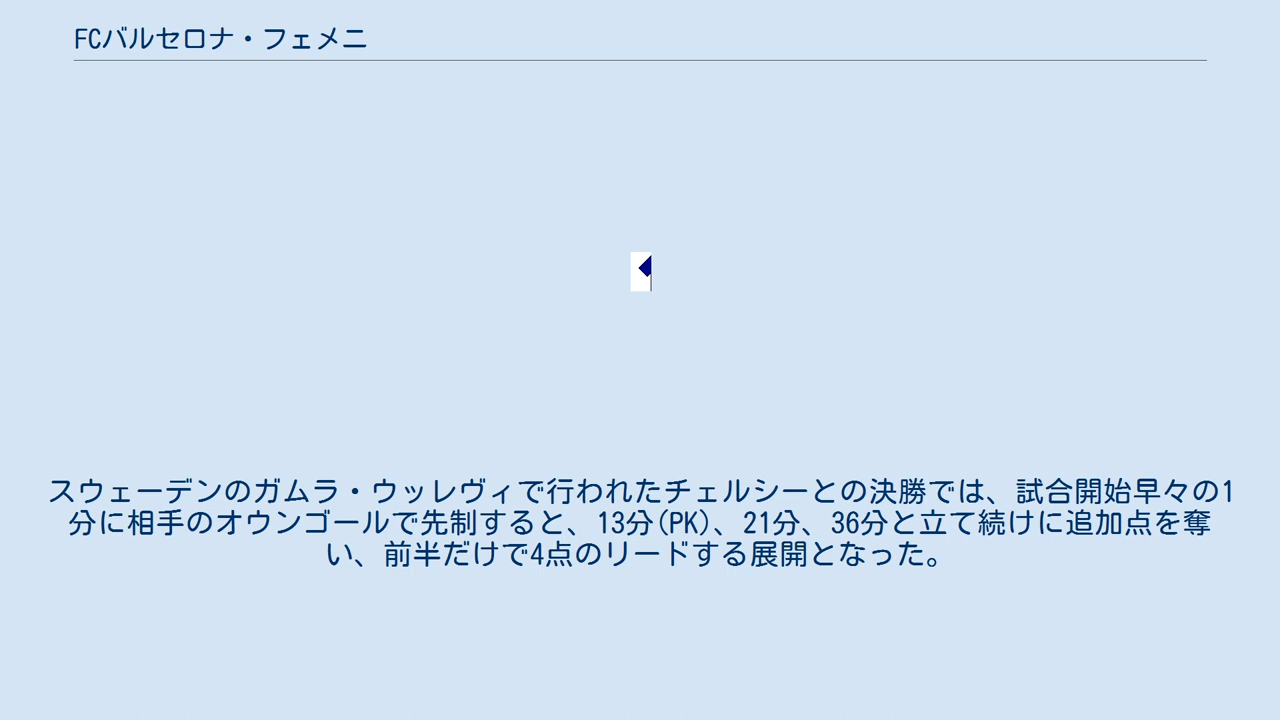 FCバルセロナ・フェメニ
スウェーデンのガムラ・ウッレヴィで行われたチェルシーとの決勝では、試合開始早々の1
分に相手のオウンゴールで先制すると、13分(PK)、21分、36分と立て続けに追加点を奪
い、前半だけで4点のリードする展開となった。